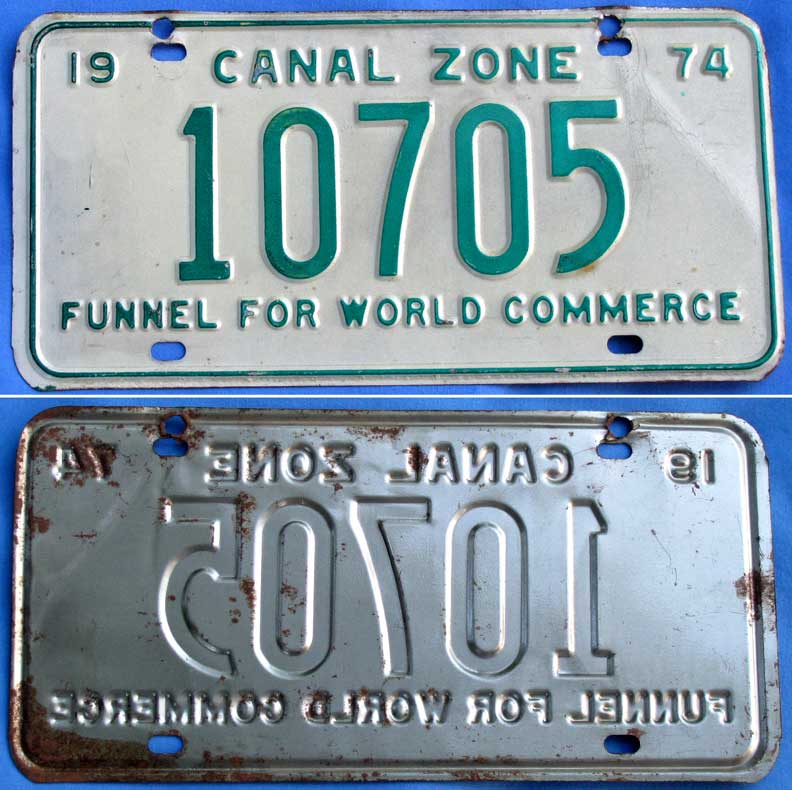 19 CANAL ZONE 74
10705
FUNNEL FOR WORLD COMMERCE
19 CANAL ZONE 74
10705
FUNNEL FOR WORLD COMMERCE